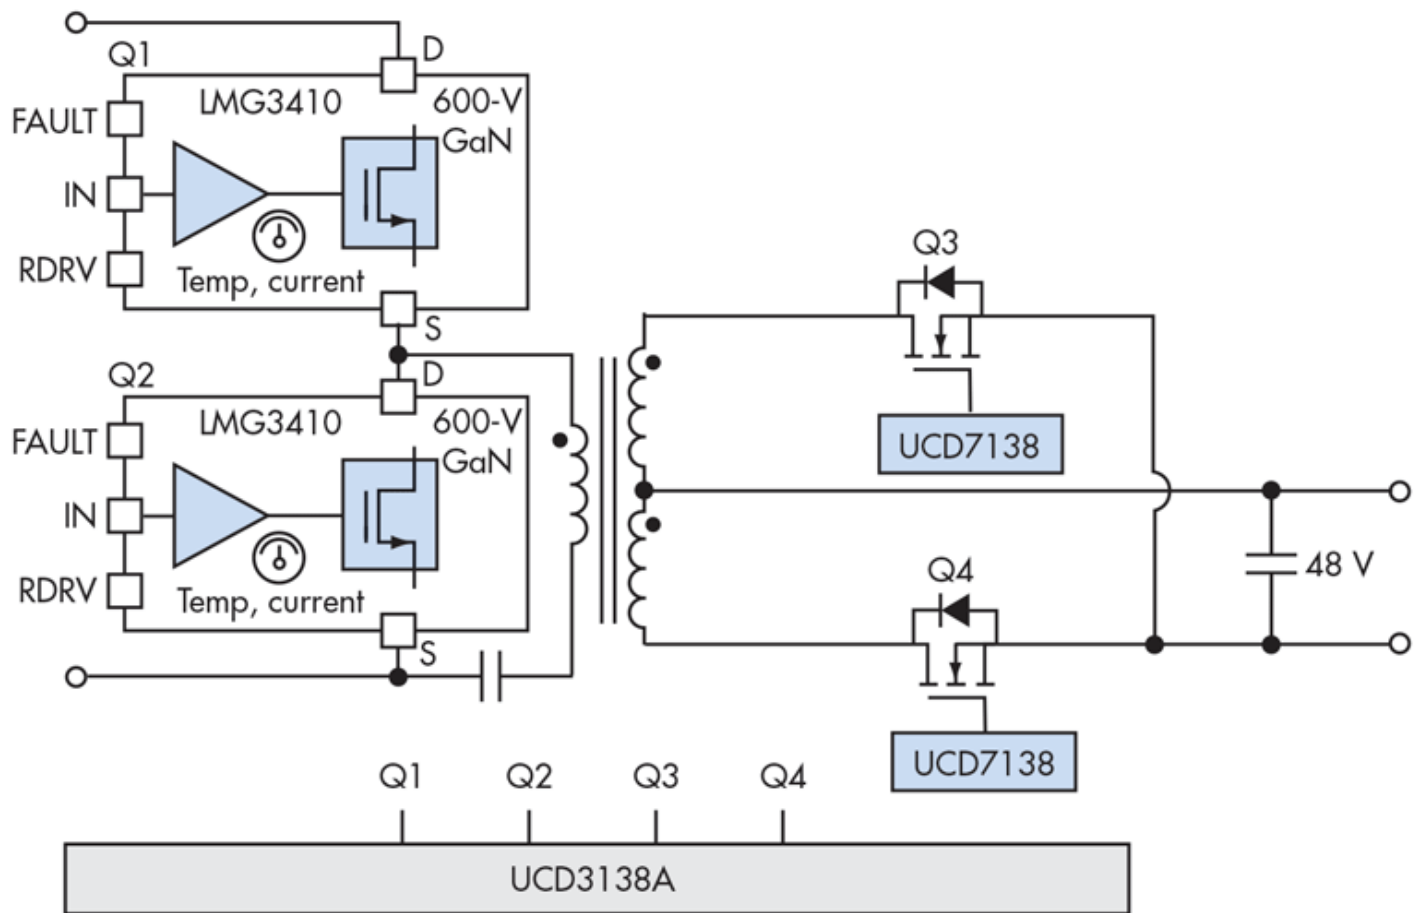 Q1
D
LMG3410
600-V
GaN
FAULT
IN
RDRV
Temp, current
S
Q2
D
LMG3410
600-V
GaN
FAULT
IN
RDRV
Temp, current
S
Q3
UCD7138
48 V
Q4
UCD7138
Q1 Q2 Q3 Q4
UCD3138A